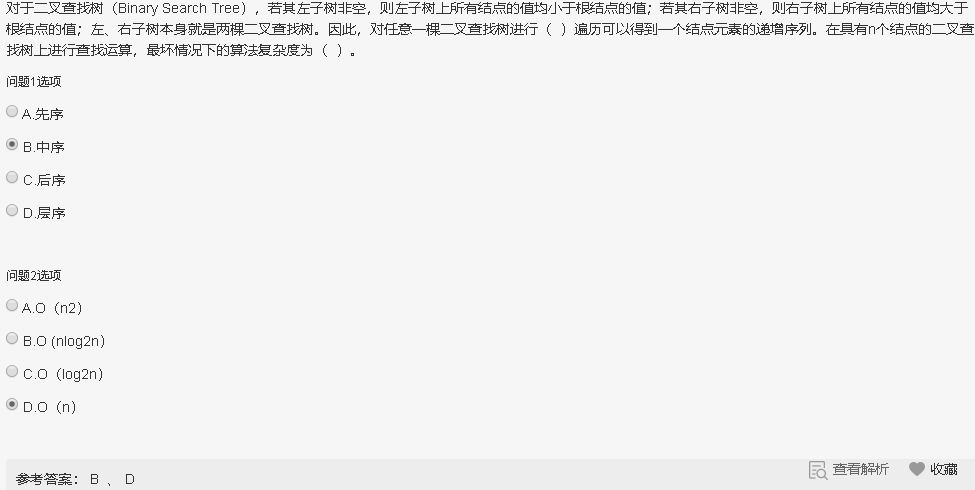 对于二叉查找树（Binary Search Tree），若其左子树非空，则左子树上所有结点的值均小于根结点的值；若其右子树非空，则右子树上所有结点的值均大于
根结点的值；左、右子树本身就是两棵二叉查找树。因此，对任意一棵二叉查找树进行（ ）遍历可以得到一个结点元素的递增序列。在具有n个结点的二叉查
找树上进行查找运算，最坏情况下的算法复杂度为（ ）。
问题1选项
A.先序
B.中序
C.后序
D.层序
问题2选项
A.O（n2）
B.O (nlog2n）
C.O（log2n）
D.O（n）
查看解析 收藏
参考答案： B 、 D